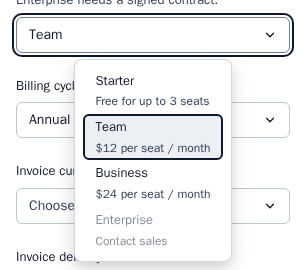 Enterprise needs a signed contract.
Team
Starter
Free for up to 3 seats
Billing cycl
Team
$12 per seat / month
Annual
Business
$24 per seat / month
Invoice cur
Choose
Enterprise
Contact sales
Invoice deli